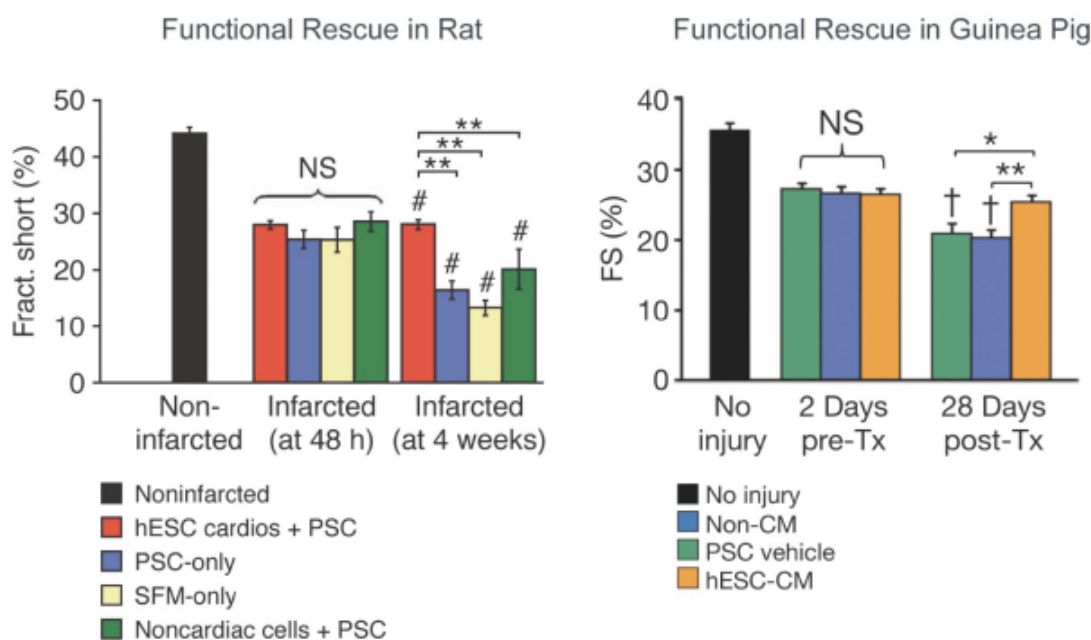 Functional Rescue in Rat
Fract. short (%)
50
40
30
20
10
0
NS
**
**
**
#
#
#
#
Non-
infarcted
Infarcted
(at 48 h)
Infarcted
(at 4 weeks)
Noninfarcted
hESC cardios + PSC
PSC-only
SFM-only
Noncardiac cells + PSC
Functional Rescue in Guinea Pig
FS (%)
40
30
20
10
0
NS
*
**
†
†
No
injury
2 Days
pre-Tx
28 Days
post-Tx
No injury
Non-CM
PSC vehicle
hESC-CM